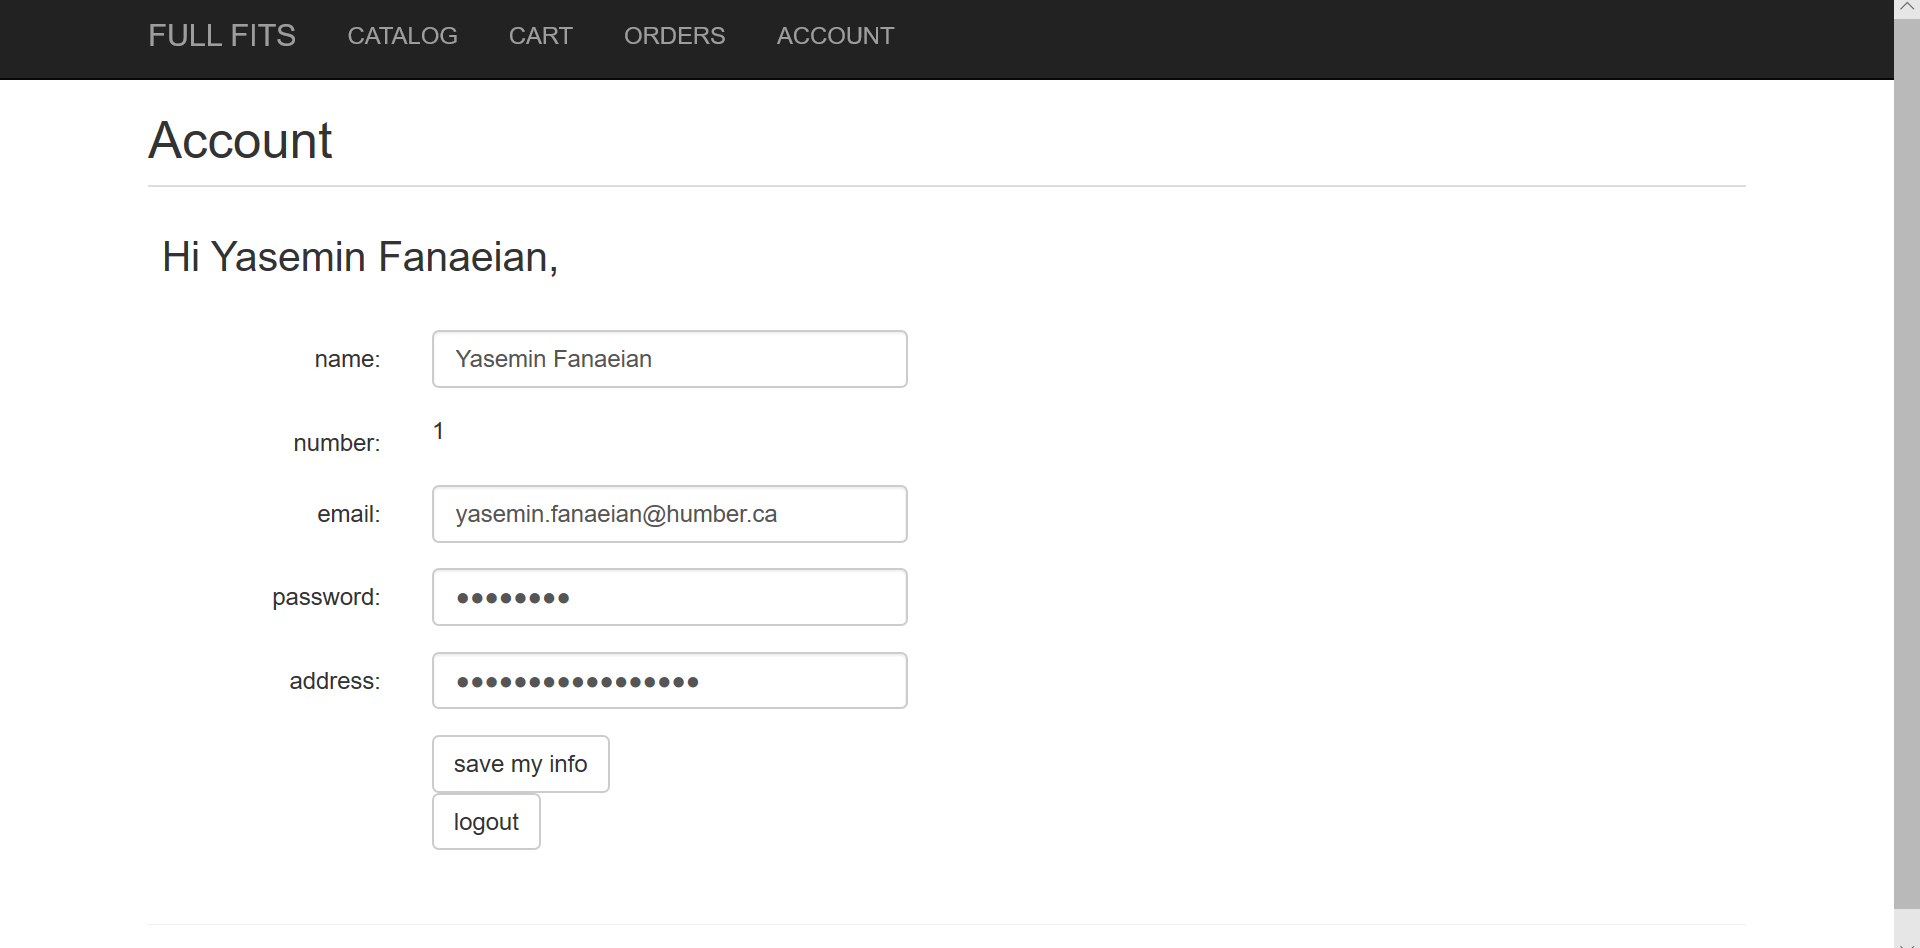 FULL FITS CATALOG CART ORDERS ACCOUNT
Account
Hi Yasemin Fanaeian,
name: Yasemin Fanaeian
number: 1
email: yasemin.fanaeian@humber.ca
password: ●●●●●●●●
address: ●●●●●●●●●●●●●●●●●
save my info
logout